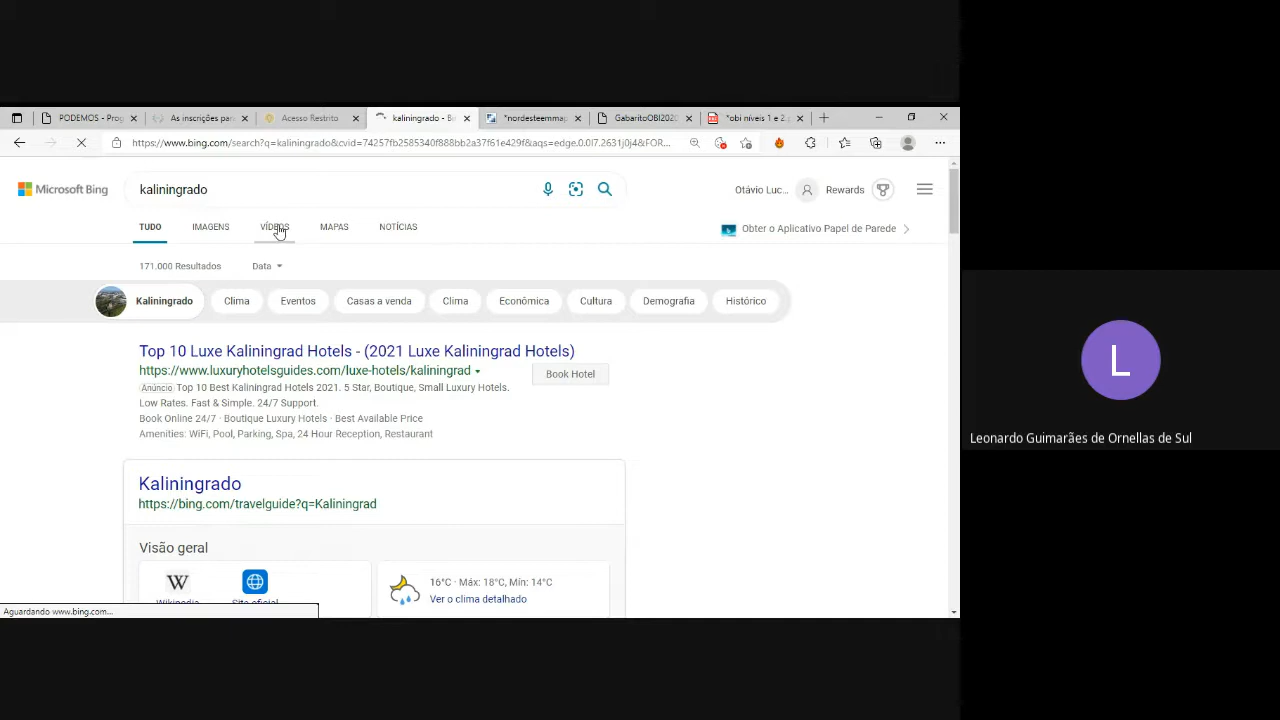 PODEMOS - Prog
As inscrições para
Acesso Restrito
kaliningrado - B
*nordesteemmap
GabaritoOBI2020
*obi níveis 1 e 2.
https://www.bing.com/search?q=kaliningrado&cvid=74257fb2585340f888bb2a37f61e429f&aqs=edge.0.0l7.2631j0j4&FOR...
Microsoft Bing
kaliningrado
Otávio Luc...
Rewards
TUDO
IMAGENS
VÍDEOS
MAPAS
NOTÍCIAS
Obter o Aplicativo Papel de Parede
171.000 Resultados
Data
Kaliningrado
Clima
Eventos
Casas a venda
Clima
Econômica
Cultura
Demografia
Histórico
Top 10 Luxe Kaliningrad Hotels - (2021 Luxe Kaliningrad Hotels)
https://www.luxuryhotelsguides.com/luxe-hotels/kaliningrad
Book Hotel
Anúncio Top 10 Best Kaliningrad Hotels 2021. 5 Star, Boutique, Small Luxury Hotels.
Low Rates. Fast & Simple. 24/7 Support.
Book Online 24/7 · Boutique Luxury Hotels · Best Available Price
Amenities: WiFi, Pool, Parking, Spa, 24 Hour Reception, Restaurant
Kaliningrado
https://bing.com/travelguide?q=Kaliningrad
Visão geral
W
Wikipedia
Site oficial
16°C · Máx: 18°C, Mín: 14°C
Ver o clima detalhado
Aguardando www.bing.com...
L
Leonardo Guimarães de Ornellas de Sul